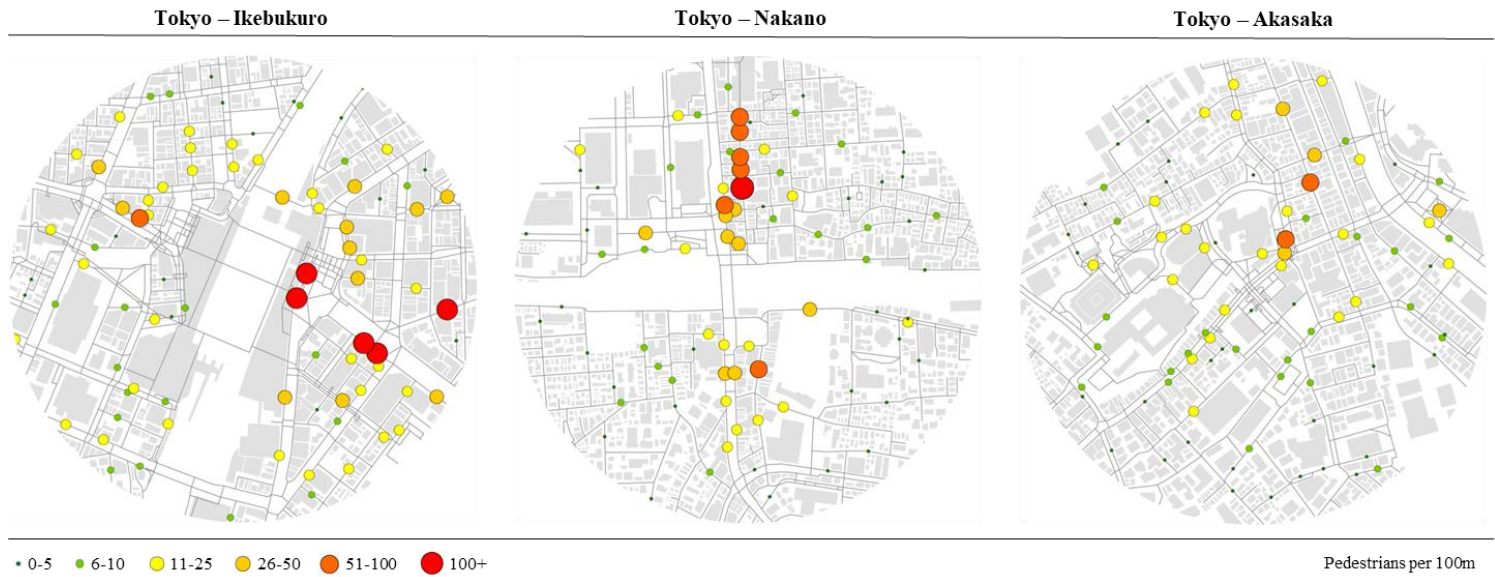 Tokyo – Ikebukuro Tokyo – Nakano Tokyo – Akasaka
0-5 6-10 11-25 26-50 51-100 100+ Pedestrians per 100m